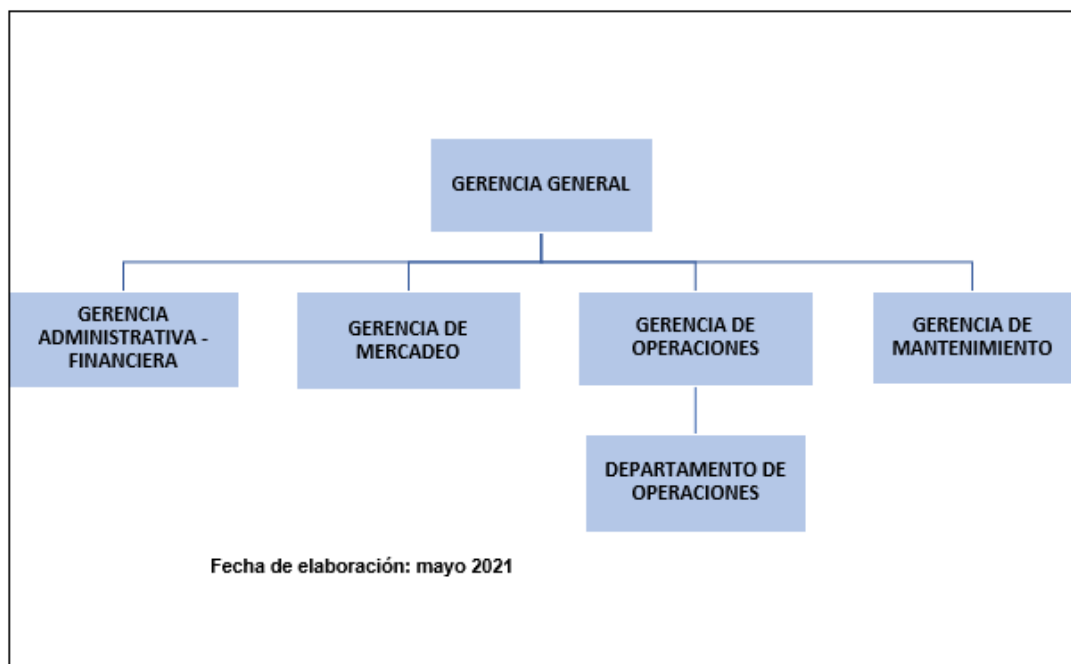 GERENCIA GENERAL
GERENCIA
ADMINISTRATIVA -
FINANCIERA
GERENCIA DE
MERCADEO
GERENCIA DE
OPERACIONES
GERENCIA DE
MANTENIMIENTO
DEPARTAMENTO DE
OPERACIONES
Fecha de elaboración: mayo 2021